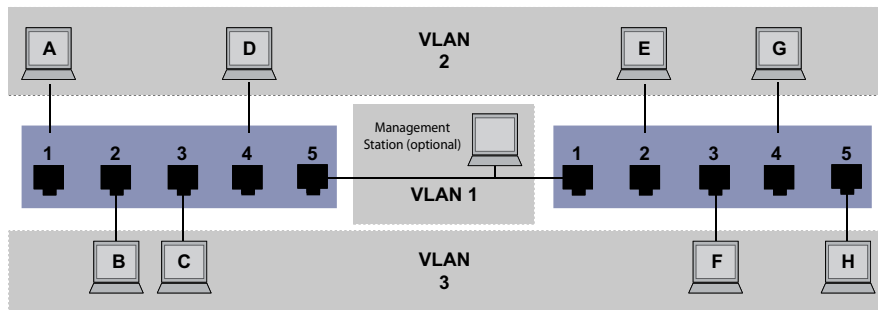 A
D
VLAN
2
E
G
Management
Station (optional)
1
2
3
4
5
1
2
3
4
5
VLAN 1
B
C
VLAN
3
F
H